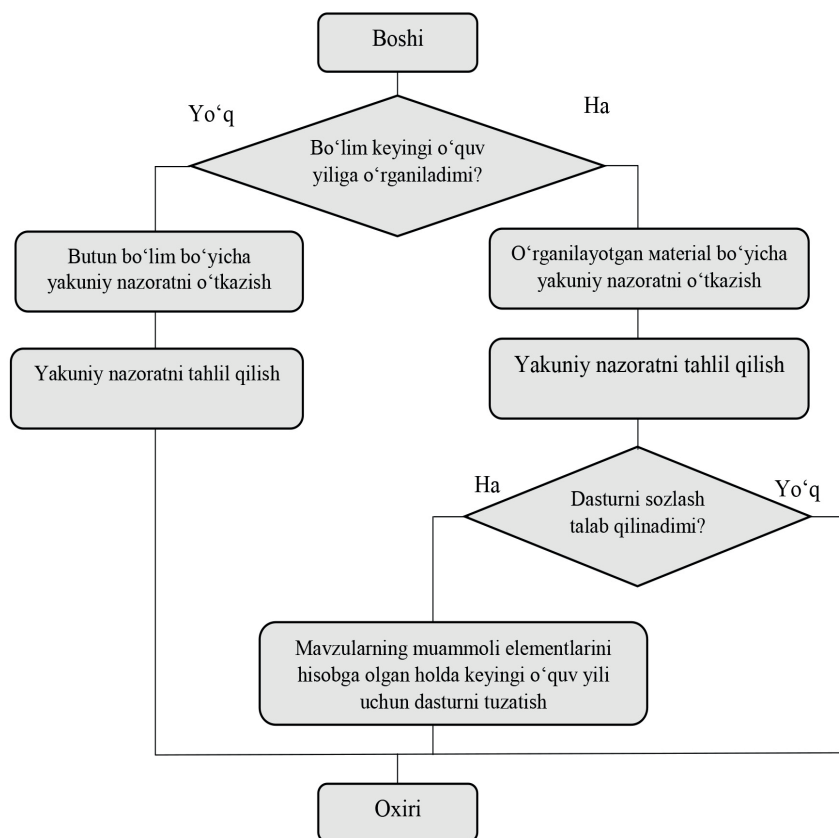 Boshi
Yo‘q
Ha
Bo‘lim keyingi o‘quv
yiliga o‘rganiladimi?
Butun bo‘lim bo‘yicha
yakuniy nazoratni o‘tkazish
O‘rganilayotgan мaterial bo‘yicha
yakuniy nazoratni o‘tkazish
Yakuniy nazoratni tahlil qilish
Yakuniy nazoratni tahlil qilish
Ha
Yo‘q
Dasturni sozlash
talab qilinadimi?
Mavzularning muammoli elementlarini
hisobga olgan holda keyingi o‘quv yili
uchun dasturni tuzatish
Oxiri